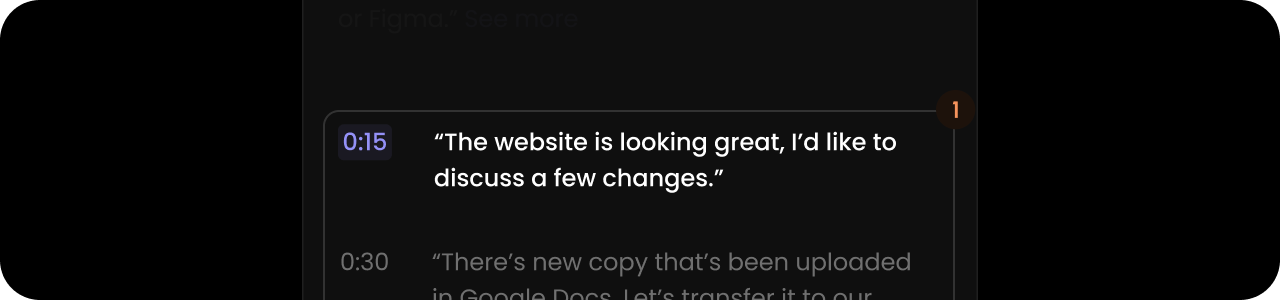 or Figma.” See more
1
0:15 “The website is looking great, I’d like to
discuss a few changes.”
0:30 “There’s new copy that’s been uploaded
in Google Docs. Let’s transfer it to our